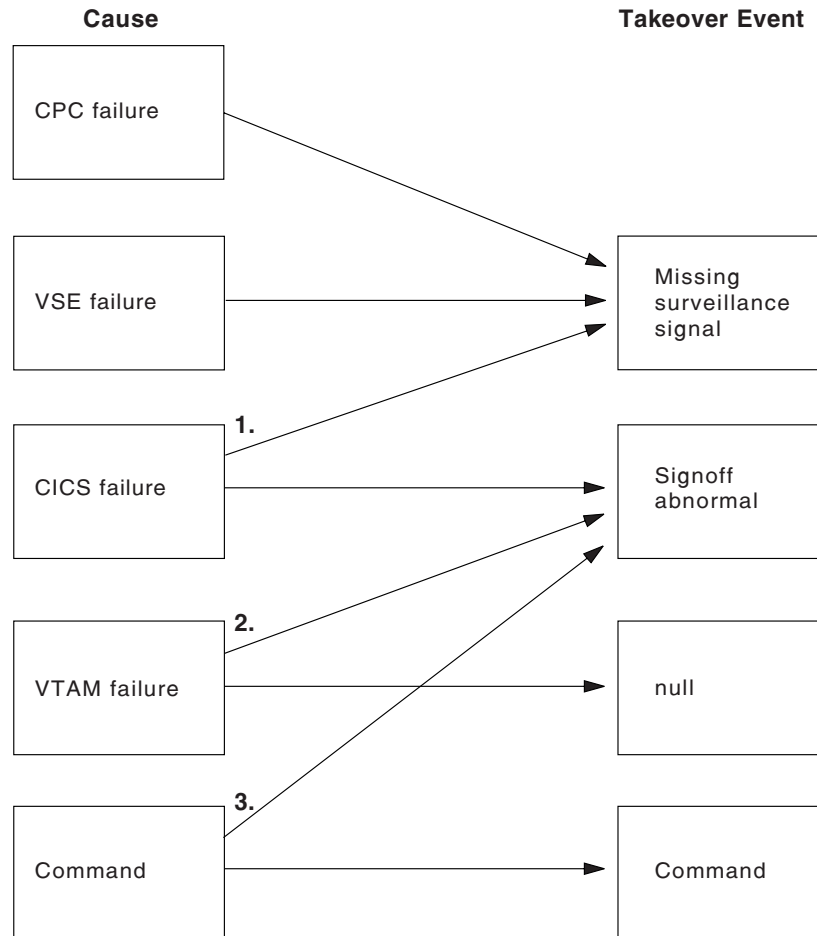 Cause
Takeover Event
CPC failure
VSE failure
Missing
surveillance
signal
1.
CICS failure
Signoff
abnormal
2.
VTAM failure
null
3.
Command
Command